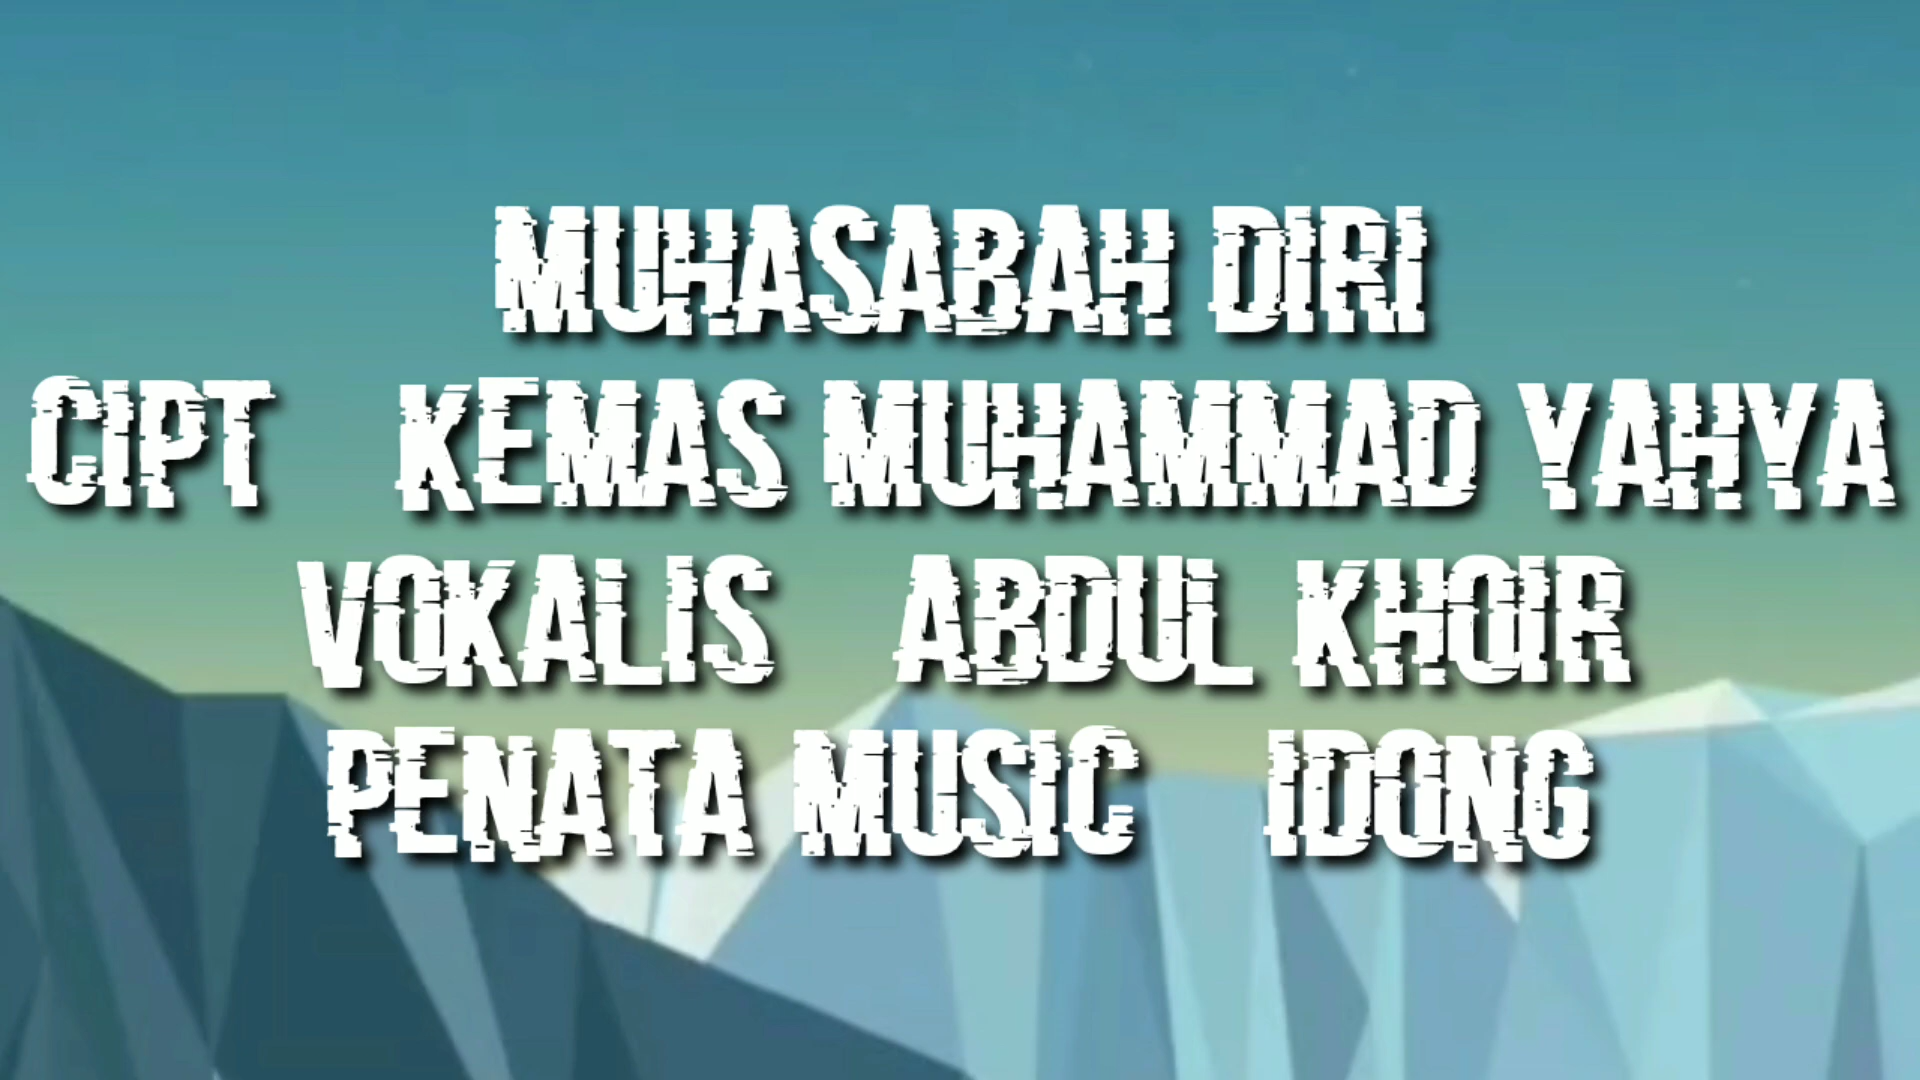 MUHASABAH DIRI
CIPT KEMAS MUHAMMAD YAHYA
VOKALIS ABDUL KHOIR
PENATA MUSIC IDONG